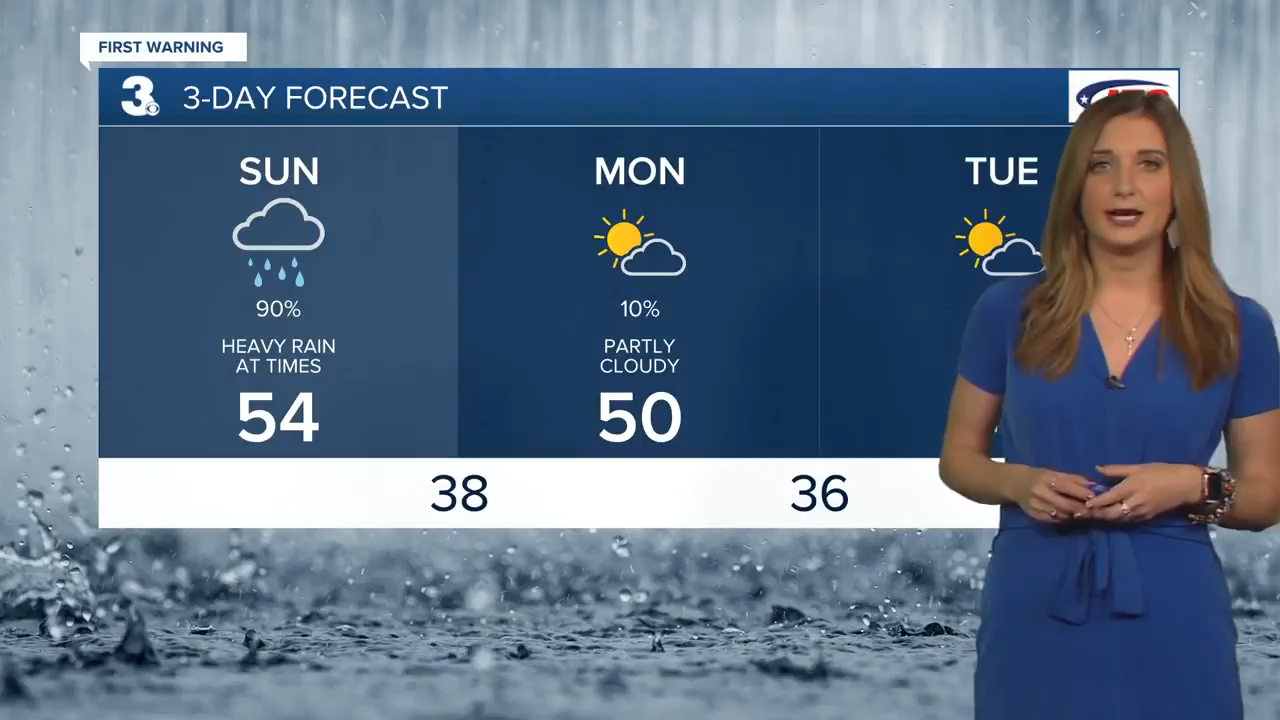 FIRST WARNING
3 3-DAY FORECAST
SUN MON TUE
90% 10%
HEAVY RAIN PARTLY
AT TIMES CLOUDY
54 50
38 36